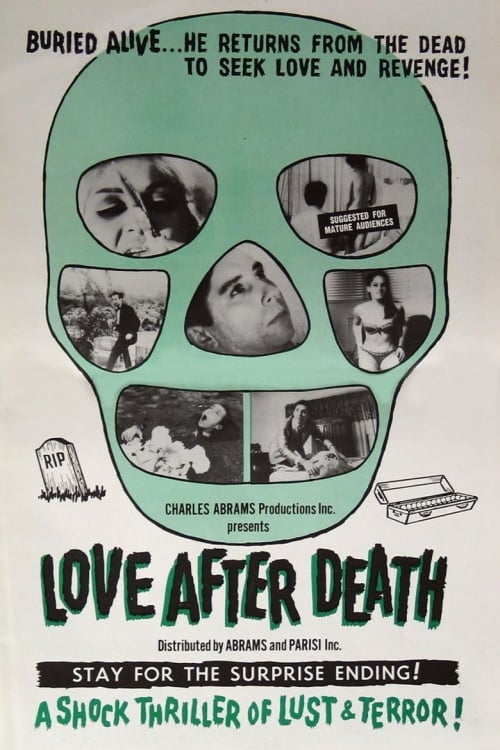 BURIED ALIVE...HE RETURNS FROM THE DEAD
TO SEEK LOVE AND REVENGE!
SUGGESTED FOR
MATURE AUDIENCES
RIP
CHARLES ABRAMS Productions Inc.
presents
LOVE AFTER DEATH
Distributed by ABRAMS and PARISI Inc.
STAY FOR THE SURPRISE ENDING!
A SHOCK THRILLER OF LUST & TERROR!